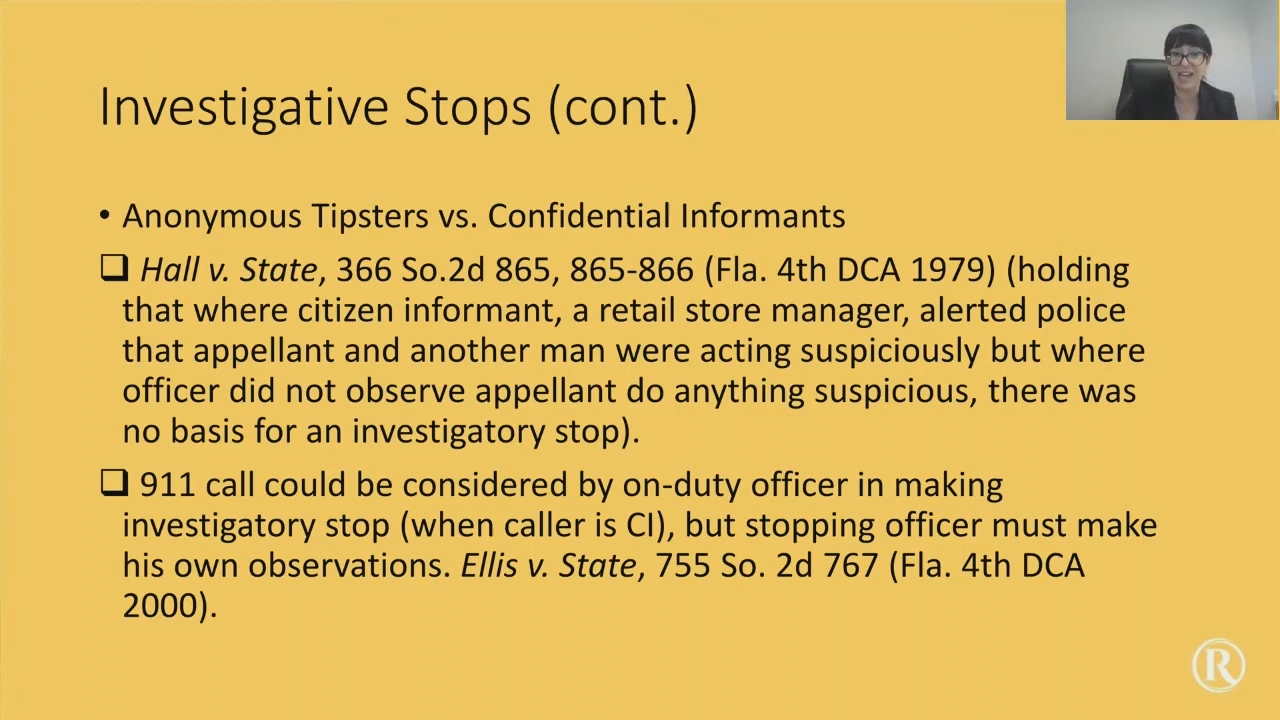 Investigative Stops (cont.)
• Anonymous Tipsters vs. Confidential Informants
❑ Hall v. State, 366 So.2d 865, 865-866 (Fla. 4th DCA 1979) (holding
that where citizen informant, a retail store manager, alerted police
that appellant and another man were acting suspiciously but where
officer did not observe appellant do anything suspicious, there was
no basis for an investigatory stop).
❑ 911 call could be considered by on-duty officer in making
investigatory stop (when caller is CI), but stopping officer must make
his own observations. Ellis v. State, 755 So. 2d 767 (Fla. 4th DCA
2000).
R